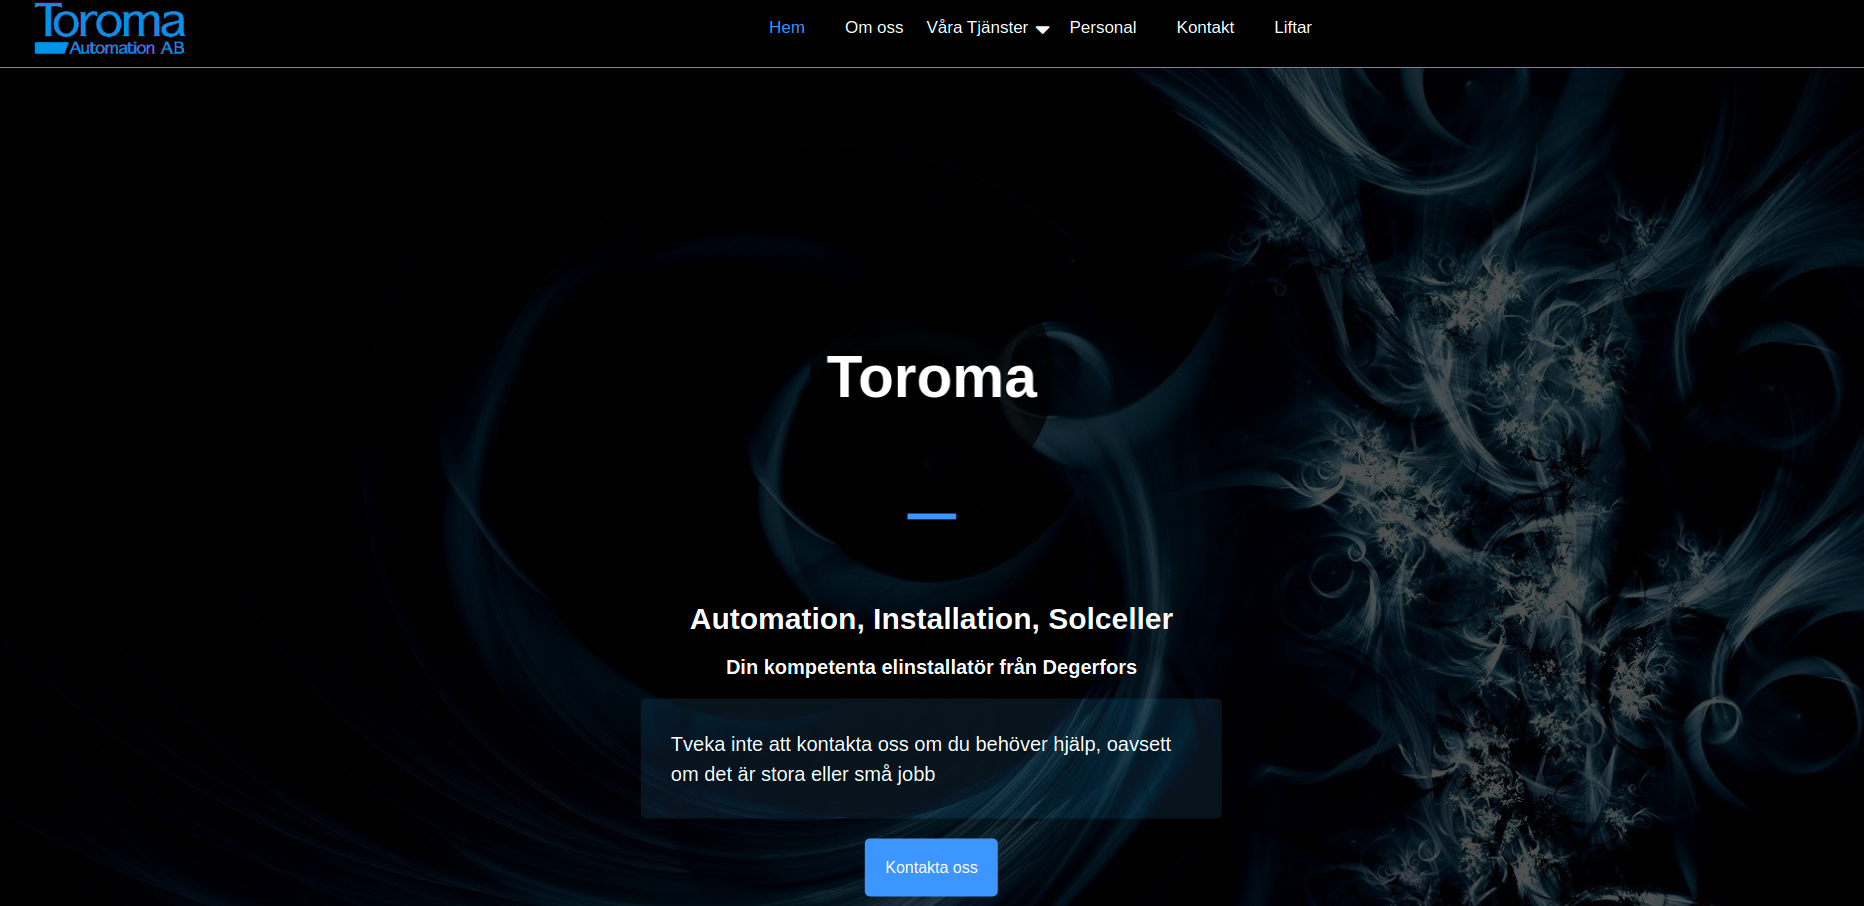 Toroma
Automation AB
Hem Om oss Våra Tjänster Personal Kontakt Liftar
Toroma
Automation, Installation, Solceller
Din kompetenta elinstallatör från Degerfors
Tveka inte att kontakta oss om du behöver hjälp, oavsett
om det är stora eller små jobb
Kontakta oss